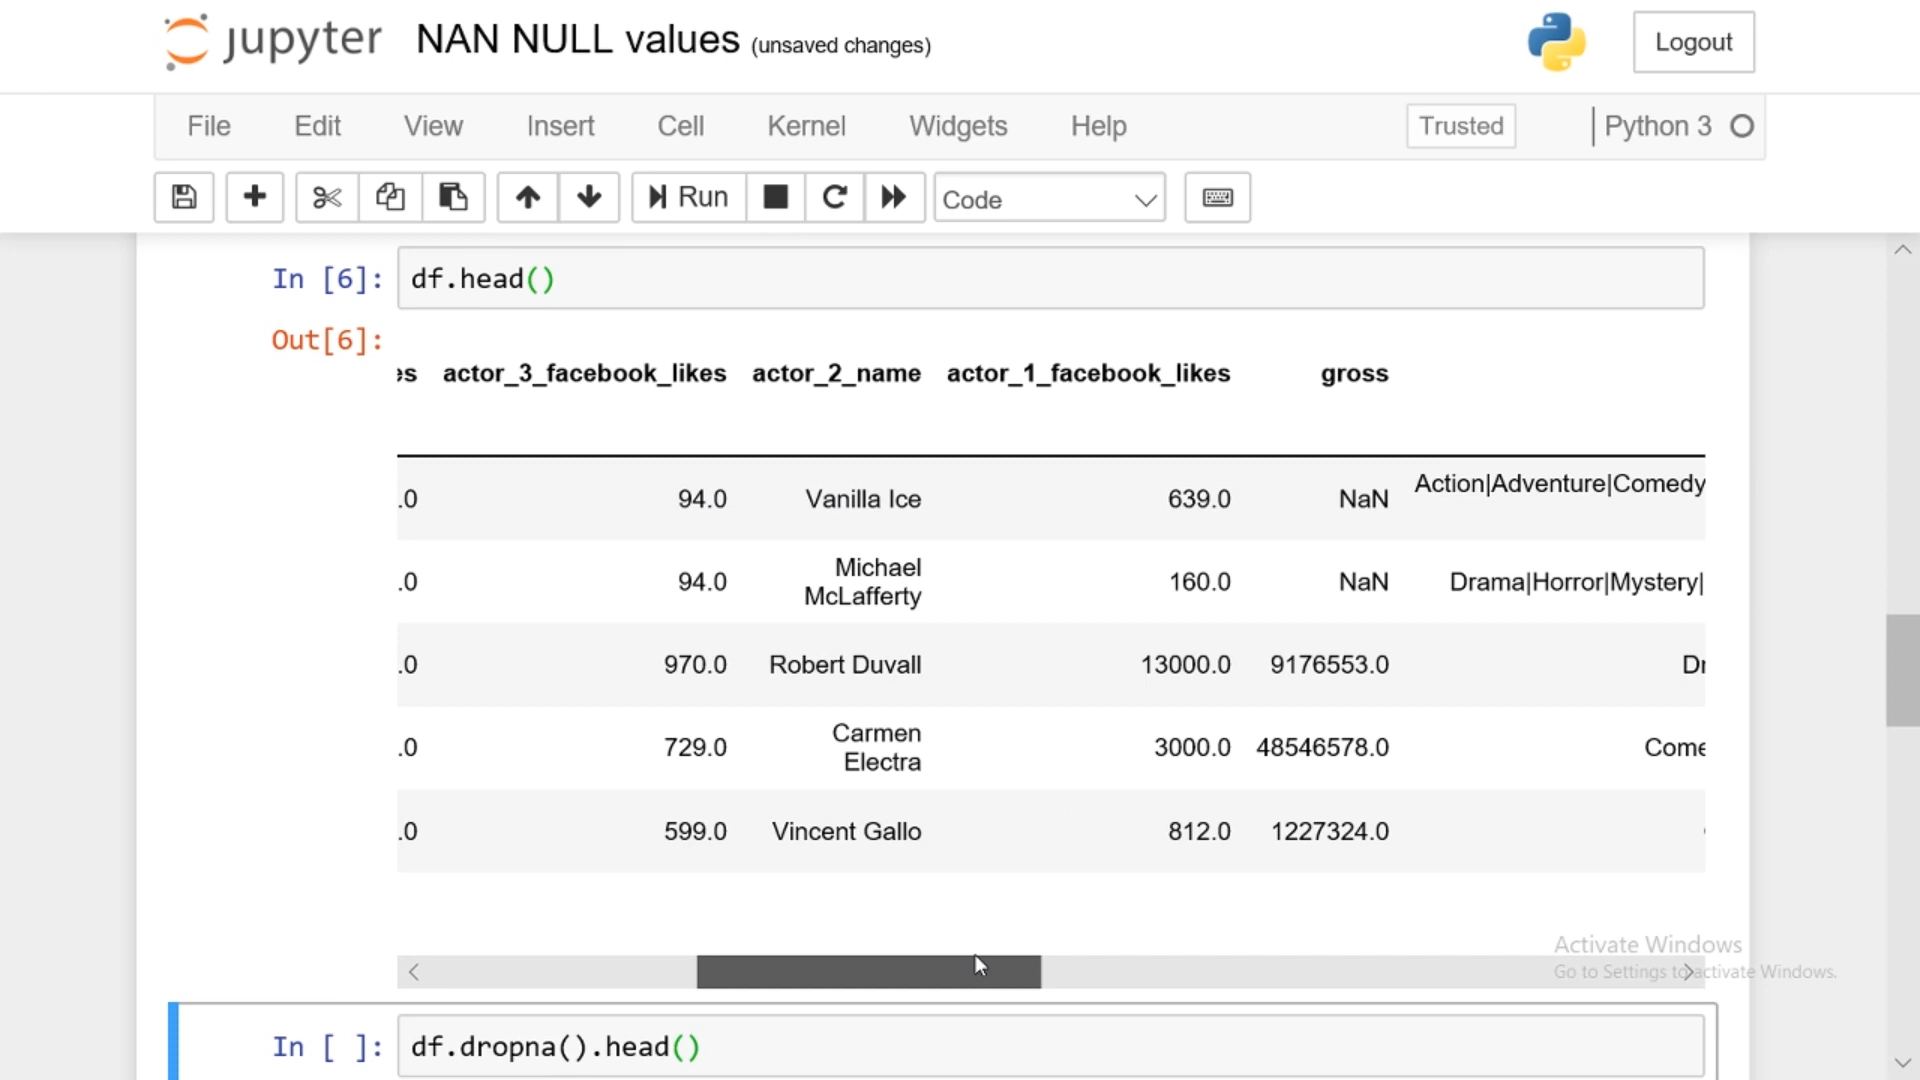 jupyter NAN NULL values (unsaved changes) Logout
File Edit View Insert Cell Kernel Widgets Help Trusted Python 3
Run Code
In [6]: df.head()
Out[6]:
es actor_3_facebook_likes actor_2_name actor_1_facebook_likes gross
.0 94.0 Vanilla Ice 639.0 NaN Action|Adventure|Comedy
.0 94.0 Michael McLafferty 160.0 NaN Drama|Horror|Mystery|
.0 970.0 Robert Duvall 13000.0 9176553.0 Dr
.0 729.0 Carmen Electra 3000.0 48546578.0 Come
.0 599.0 Vincent Gallo 812.0 1227324.0
Activate Windows
Go to Settings to activate Windows.
In [ ]: df.dropna().head()